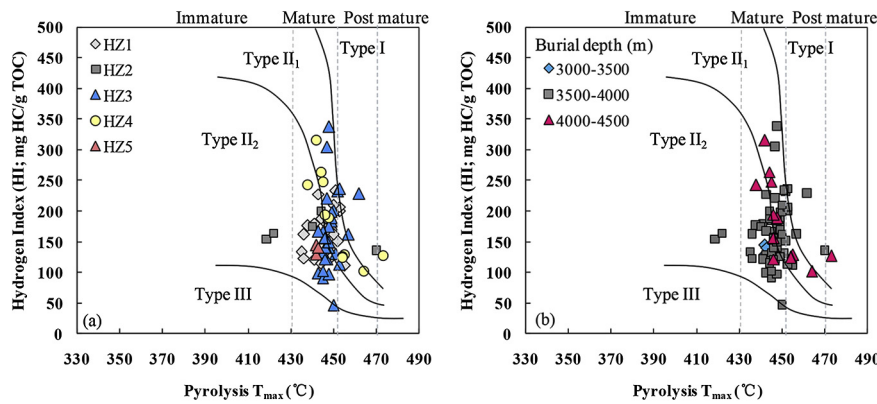 Immature Mature Post mature
500
450
400
350
300
250
200
150
100
50
0
Hydrogen Index (HI; mg HC/g TOC)
HZ1
HZ2
HZ3
HZ4
HZ5
Type II₁
Type I
Type II₂
Type III
(a)
330 350 370 390 410 430 450 470 490
Pyrolysis Tmax (℃)
Immature Mature Post mature
500
450
400
350
300
250
200
150
100
50
0
Hydrogen Index (HI; mg HC/g TOC)
Burial depth (m)
3000-3500
3500-4000
4000-4500
Type II₁
Type I
Type II₂
Type III
(b)
330 350 370 390 410 430 450 470 490
Pyrolysis Tmax (℃)